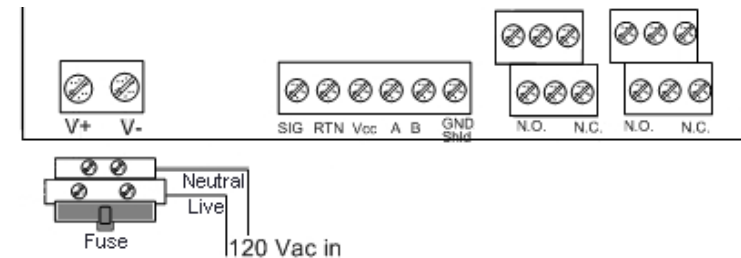 V+ V-
SIG RTN Vcc A B GND Shld
N.O. N.C. N.O. N.C.
Neutral
Live
Fuse
120 Vac in